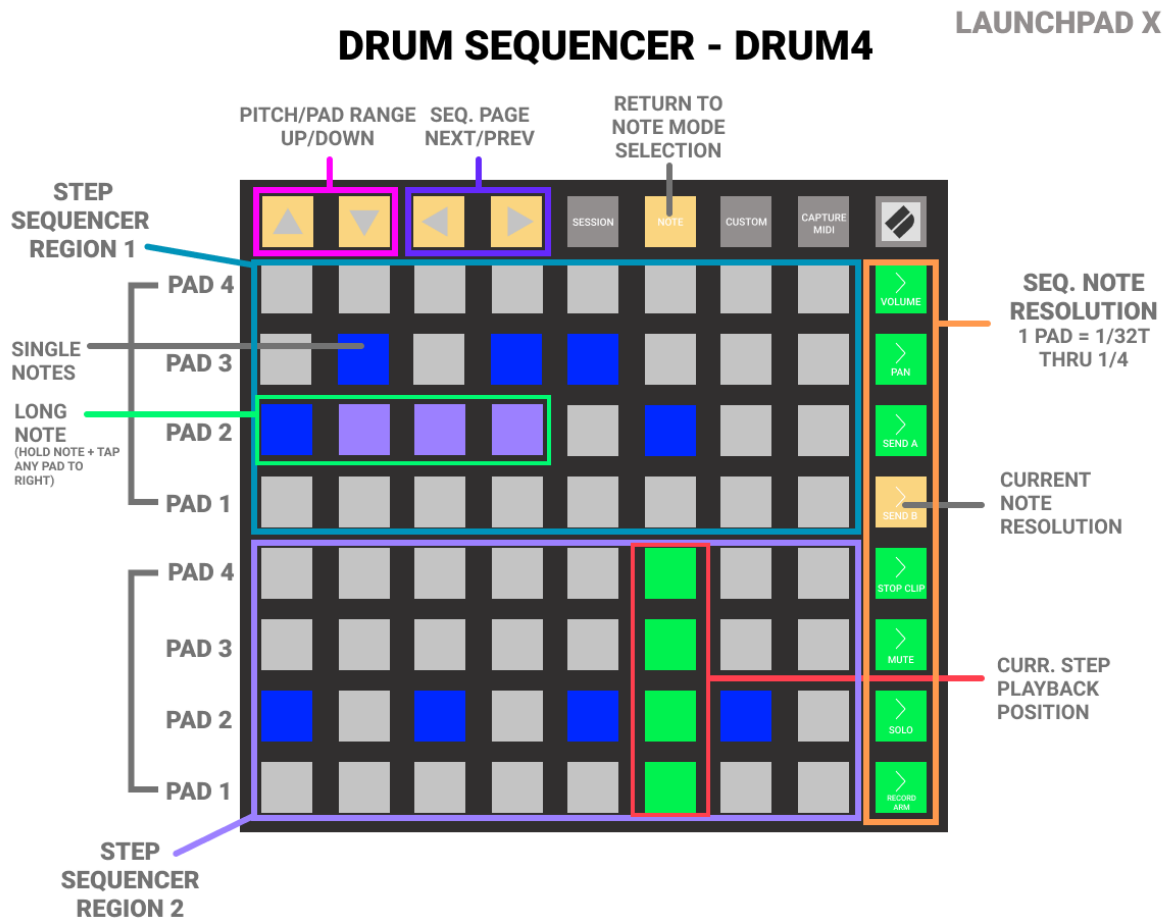 LAUNCHPAD X
DRUM SEQUENCER - DRUM4
PITCH/PAD RANGE
UP/DOWN
SEQ. PAGE
NEXT/PREV
RETURN TO
NOTE MODE
SELECTION
STEP
SEQUENCER
REGION 1
SESSION
NOTE
CUSTOM
CAPTURE
MIDI
PAD 4
VOLUME
SEQ. NOTE
RESOLUTION
1 PAD = 1/32T
THRU 1/4
SINGLE
NOTES
PAD 3
PAN
LONG
NOTE
(HOLD NOTE + TAP
ANY PAD TO
RIGHT)
PAD 2
SEND A
PAD 1
SEND B
CURRENT
NOTE
RESOLUTION
PAD 4
STOP CLIP
PAD 3
MUTE
CURR. STEP
PLAYBACK
POSITION
PAD 2
SOLO
PAD 1
RECORD
ARM
STEP
SEQUENCER
REGION 2